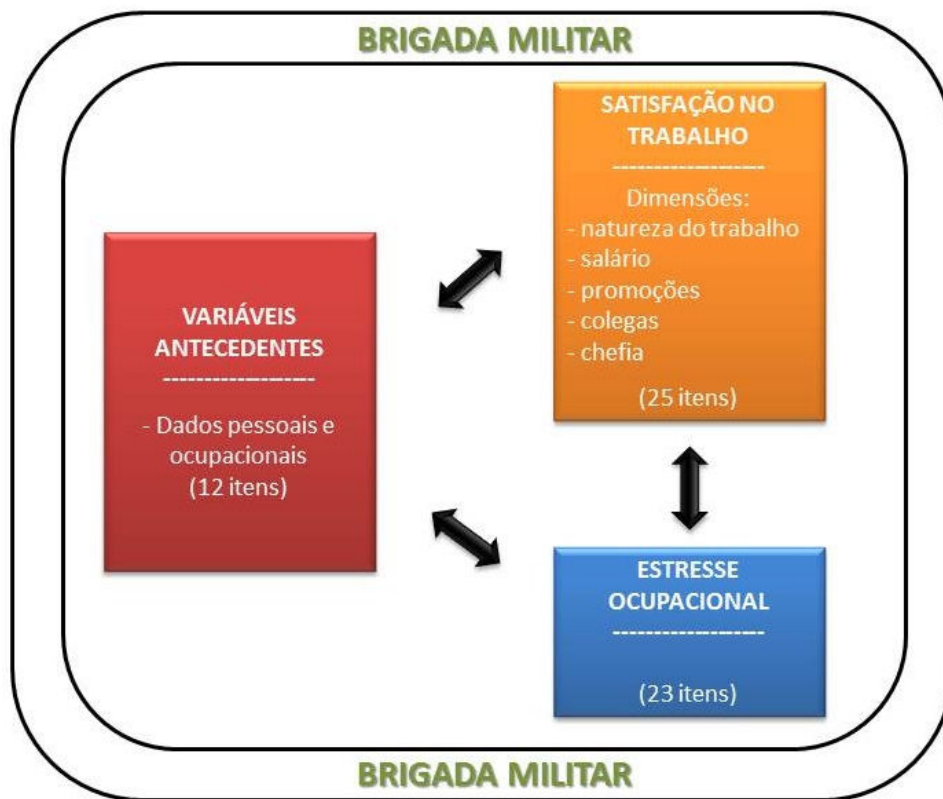 BRIGADA MILITAR
SATISFAÇÃO NO
TRABALHO
-------------------
Dimensões:
- natureza do trabalho
- salário
- promoções
- colegas
- chefia
(25 itens)
VARIÁVEIS
ANTECEDENTES
-------------------
- Dados pessoais e
ocupacionais
(12 itens)
ESTRESSE
OCUPACIONAL
-------------------
(23 itens)
BRIGADA MILITAR